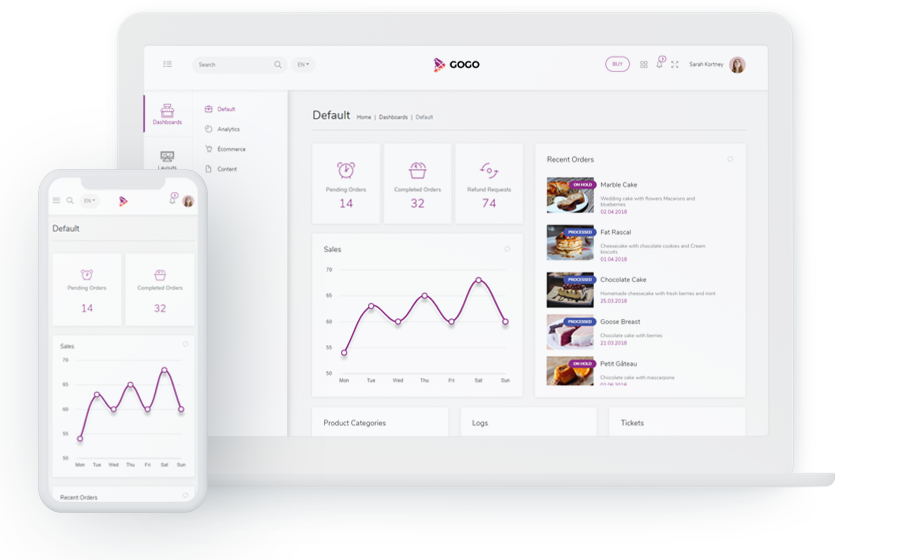 Search
EN
GOGO
BUY
3
Sarah Kortney
Dashboards
Layouts
Default
Analytics
Ecommerce
Content
Default Home | Dashboards | Default
Pending Orders
14
Completed Orders
32
Refund Requests
74
Sales
70
65
60
55
50
Mon Tue Wed Thu Fri Sat Sun
Recent Orders
ON HOLD
Marble Cake
Wedding cake with flowers Macarons and
blueberries
02.04.2018
PROCESSED
Fat Rascal
Cheesecake with chocolate cookies and Cream
biscuits
01.04.2018
PROCESSED
Chocolate Cake
Homemade cheesecake with fresh berries and mint
25.03.2018
PROCESSED
Goose Breast
Chocolate cake with berries
21.03.2018
ON HOLD
Petit Gâteau
Chocolate cake with mascarpone
Product Categories
Logs
Tickets
EN
3
Default
Pending Orders
14
Completed Orders
32
Sales
70
65
60
55
50
Mon Tue Wed Thu Fri Sat Sun
Recent Orders